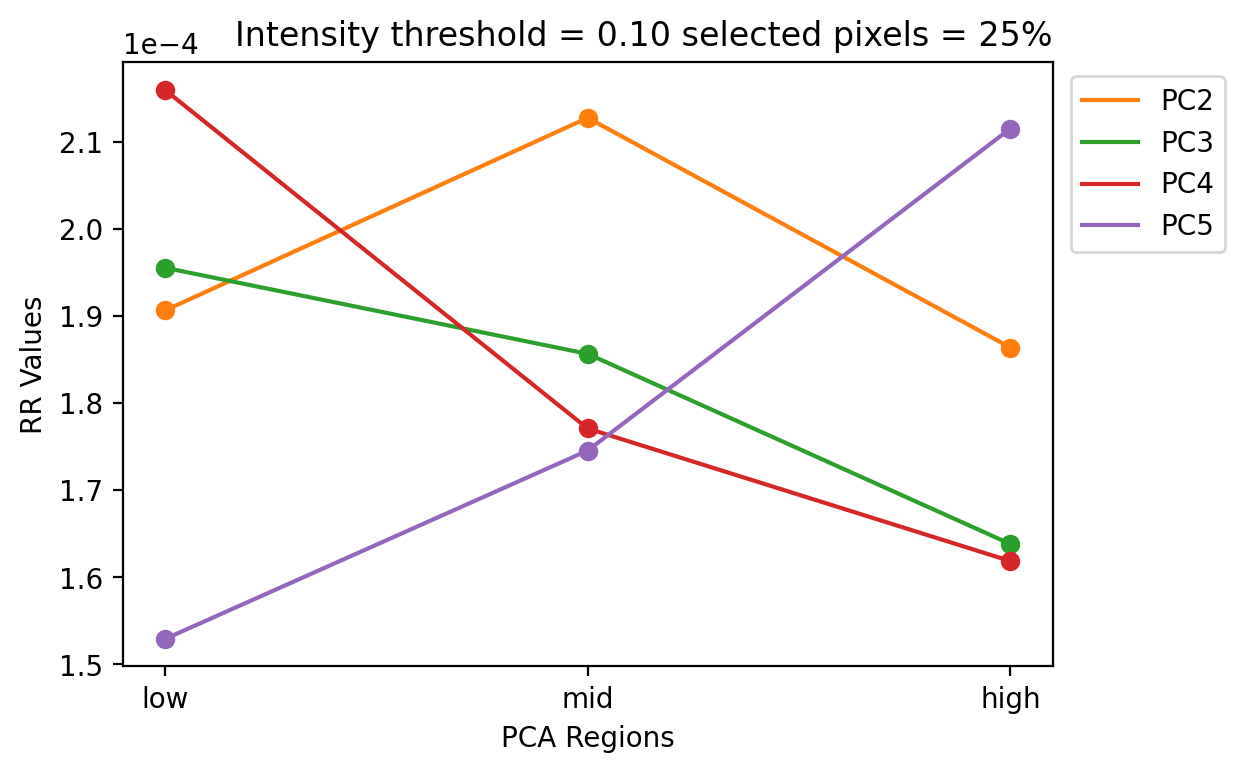 Intensity threshold = 0.10 selected pixels = 25%
1e−4
2.1
2.0
1.9
1.8
1.7
1.6
1.5
RR Values
low mid high
PCA Regions
PC2
PC3
PC4
PC5